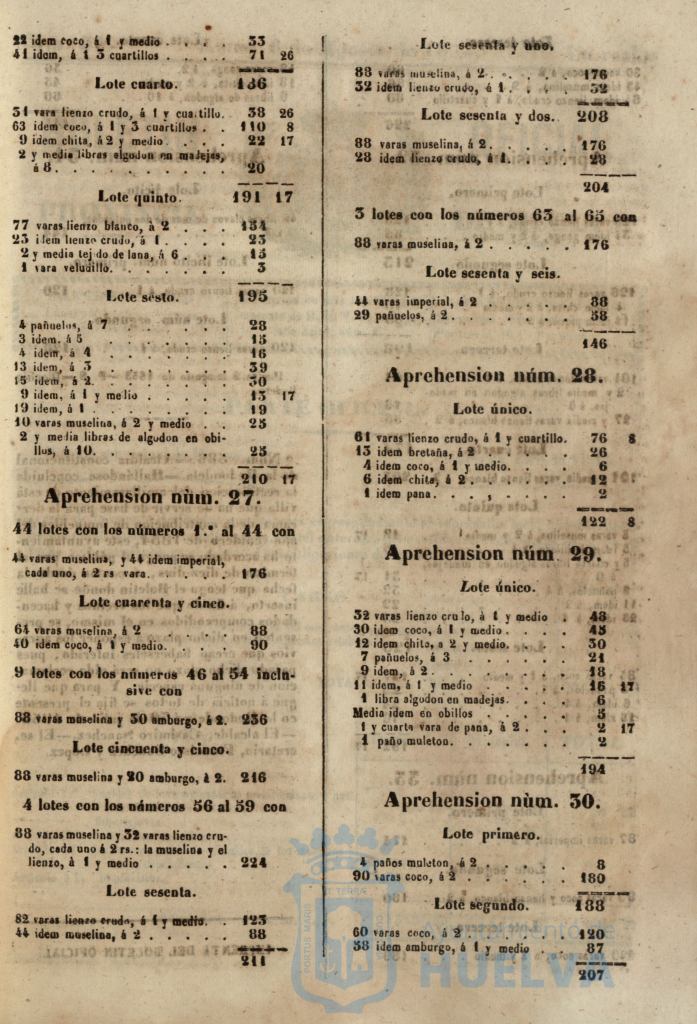 22 idem coco, á 1 y medio . . . . 33
41 idem, á 1 3 cuartillos . . . . 71 26
Lote cuarto. 136
31 vara lienzo crudo, á 1 y cuartillo. 38 26
63 idem coco, á 1 y 3 cuartillos . . 110 8
9 idem chita, á 2 y medio . . . . 22 17
2 y media libras algodon en madejas,
á 8. . . . . . . . . . 20
Lote quinto. 191 17
77 varas lienzo blanco, à 2 . . . 154
23 idem lienzo crudo, á 1 . . . . 23
2 y media tejido de lana, á 6 . . . 15
1 vara veludillo. . . . . . . 3
Lote sesto. 195
4 pañuelos, á 7 . . . . . . 28
3 idem. á 5 . . . . . . . 15
4 idem, á 4 . . . . . . . 16
13 idem, á 3 . . . . . . . 39
15 idem, á 2. . . . . . . . 30
9 idem, á 1 y medio . . . . . 13 17
19 idem, á 1 . . . . . . . 19
10 varas muselina, á 2 y medio . . 25
2 y media libras de algodon en obi-
llos, á 10. . . . . . . . 25
210 17
Aprehension nùm. 27.
44 lotes con los números 1.º al 44 con
44 varas muselina, y 44 idem imperial,
cada uno, á 2 rs vara. . . . . . 176
Lote cuarenta y cinco.
64 varas muselina, á 2 . . . . 88
40 idem coco, á 1 y medio. . . . 90
9 lotes con los números 46 al 54 inclu-
sive con
88 varas muselina y 30 amburgo, á 2. 236
Lote cincuenta y cinco.
88 varas muselina y 20 amburgo, à 2. 216
4 lotes con los números 56 al 59 con
88 varas muselina y 32 varas lienzo cru-
do, cada uno á 2 rs.: la muselina y el
lienzo, à 1 y medio . . . . . 224
Lote sesenta.
82 varas lienzo crudo, á 1 y medio. . 123
44 idem muselina, á 2 . . . . . 88
211
Lote sesenta y uno.
88 varas muselina, á 2 . . . . . 176
32 idem lienzo crudo, á 1 . . . . 32
Lote sesenta y dos. 208
88 varas muselina, á 2 . . . . . 176
28 idem lienzo crudo, á 1. . . . . 28
204
3 lotes con los números 63 al 65 con
88 varas muselina, á 2 . . . . . 176
Lote sesenta y seis.
44 varas imperial, á 2 . . . . . 88
29 pañuelos, á 2 . . . . . . . 58
146
Aprehension núm. 28.
Lote único.
61 varas lienzo crudo, á 1 y cuartillo. 76 8
13 idem bretaña, á 2 . . . . . 26
4 idem coco, á 1 y medio. . . . . 6
6 idem chita, á 2 . . . . . . 12
1 idem pana. . . . , . . . 2
122 8
Aprehension núm 29.
Lote único.
32 varas lienzo crudo, à 1 y medio . 48
30 idem coco, á 1 y medio . . . . 45
12 idem chita, a 2 y medio. . . . 30
7 pañuelos, á 3 . . . . . . 21
9 idem, á 2. . . . . . . . 18
11 idem, á 1 y medio . . . . . 16 17
1 libra algodon en madejas. . . . 6
Media idem en obillos . . . . . 5
1 y cuarta vara de pana, á 2 . . . 2 17
1 paño muleton. . . . . . . 2
194
Aprehension nùm. 30.
Lote primero.
4 paños muleton, á 2 . . . . . 8
90 varas coco, á 2 . . . . . . 180
Lote segundo. 188
60 varas coco, á 2 . . . . . . 120
58 idem amburgo, á 1 y medio . . 87
207
PORTUS MARIS
HUELVA